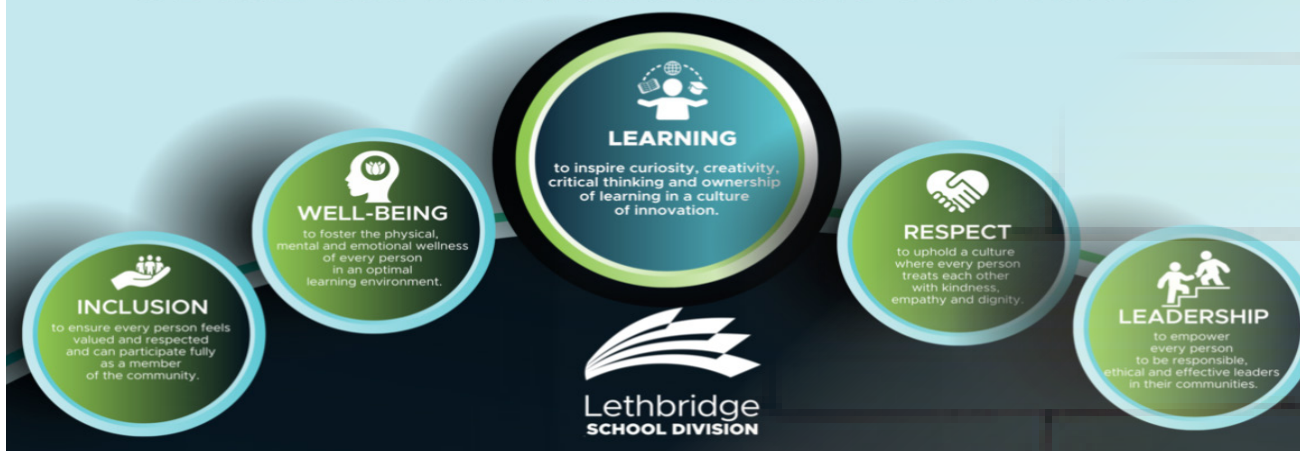 INCLUSION
to ensure every person feels
valued and respected
and can participate fully
as a member
of the community.
WELL-BEING
to foster the physical,
mental and emotional wellness
of every person
in an optimal
learning environment.
LEARNING
to inspire curiosity, creativity,
critical thinking and ownership
of learning in a culture
of innovation.
RESPECT
to uphold a culture
where every person
treats each other
with kindness,
empathy and dignity.
LEADERSHIP
to empower
every person
to be responsible,
ethical and effective leaders
in their communities.
Lethbridge
SCHOOL DIVISION